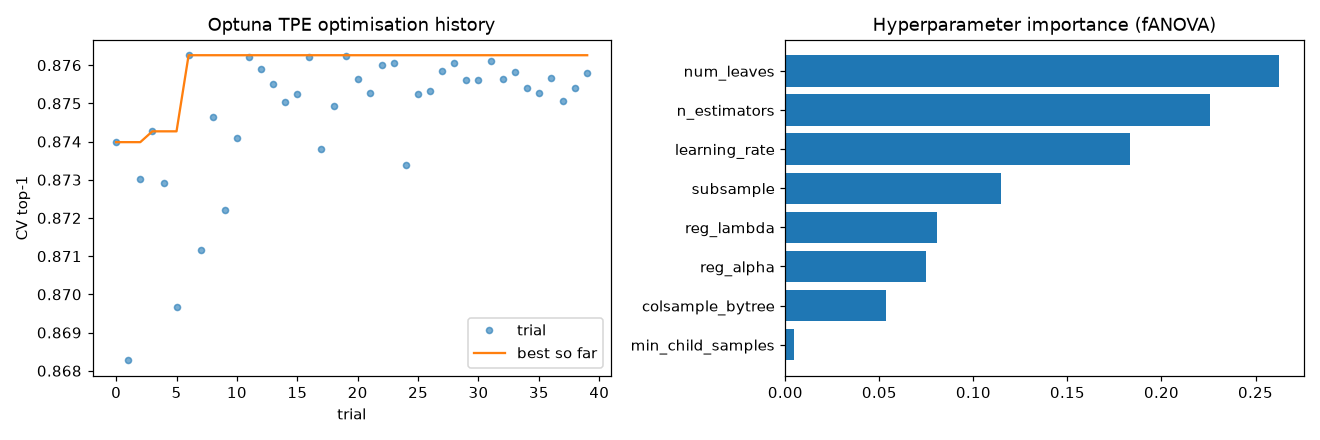 Optuna TPE optimisation history
CV top-1
0.876
0.875
0.874
0.873
0.872
0.871
0.870
0.869
0.868
0 5 10 15 20 25 30 35 40
trial
trial
best so far
Hyperparameter importance (fANOVA)
num_leaves
n_estimators
learning_rate
subsample
reg_lambda
reg_alpha
colsample_bytree
min_child_samples
0.00 0.05 0.10 0.15 0.20 0.25